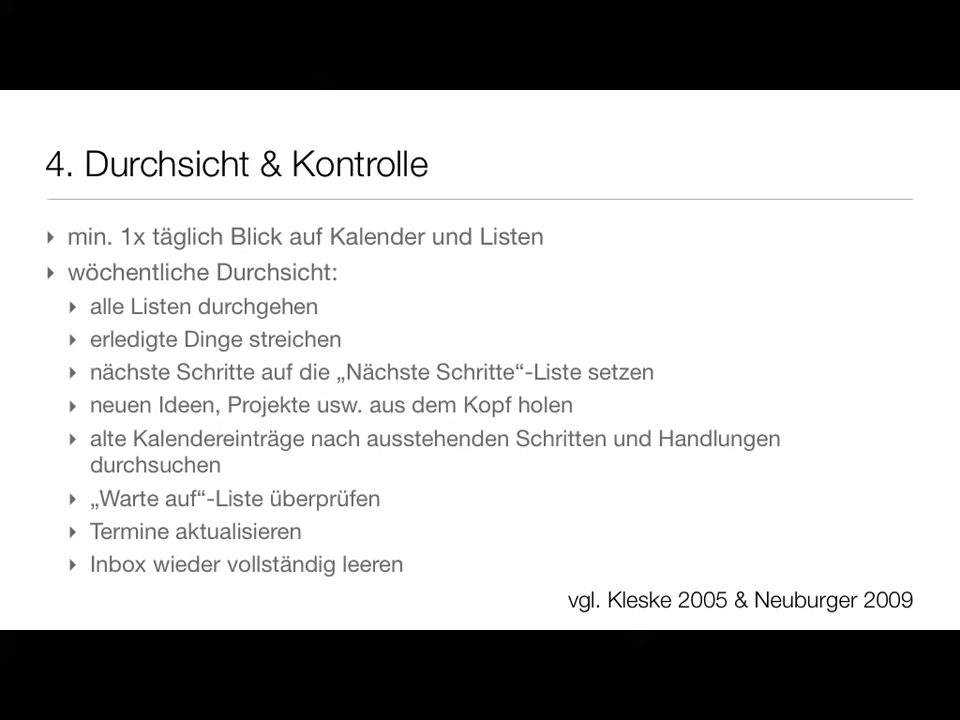 4. Durchsicht & Kontrolle
‣ min. 1x täglich Blick auf Kalender und Listen
‣ wöchentliche Durchsicht:
‣ alle Listen durchgehen
‣ erledigte Dinge streichen
‣ nächste Schritte auf die „Nächste Schritte“-Liste setzen
‣ neuen Ideen, Projekte usw. aus dem Kopf holen
‣ alte Kalendereinträge nach ausstehenden Schritten und Handlungen
durchsuchen
‣ „Warte auf“-Liste überprüfen
‣ Termine aktualisieren
‣ Inbox wieder vollständig leeren
vgl. Kleske 2005 & Neuburger 2009